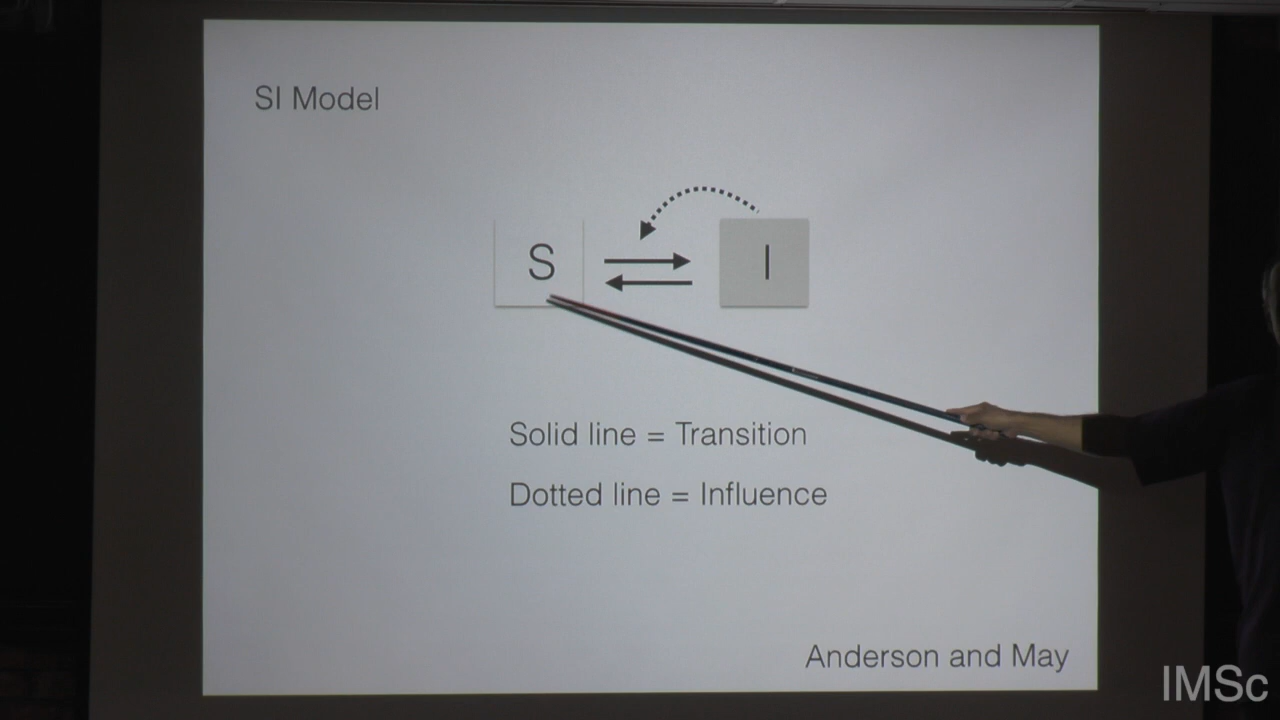 SI Model
S
I
Solid line = Transition
Dotted line = Influence
Anderson and May
IMSc